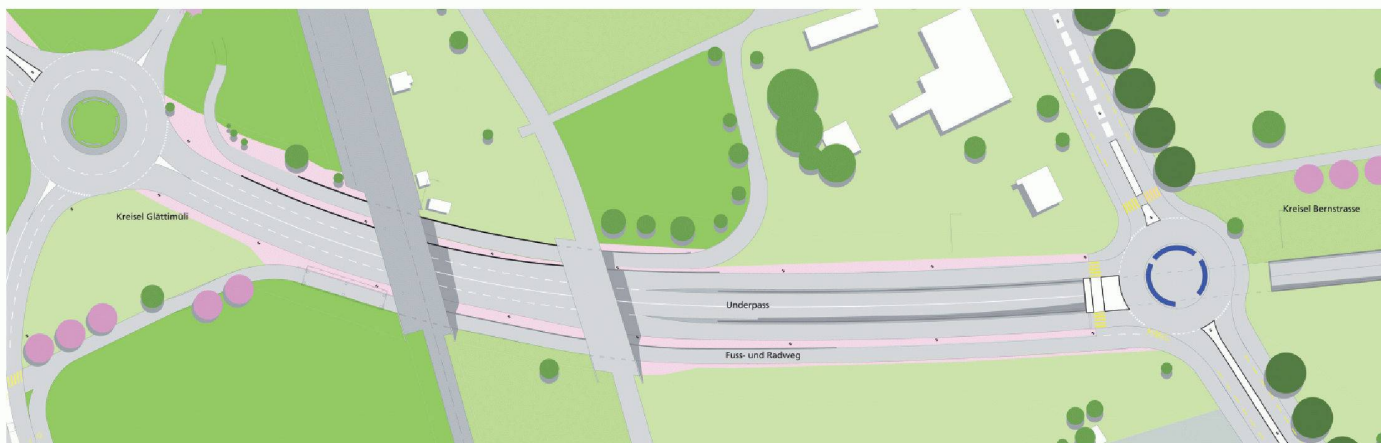 Kreisel Glättimüli
Kreisel Bernstrasse
Underpass
Fuss- und Radweg